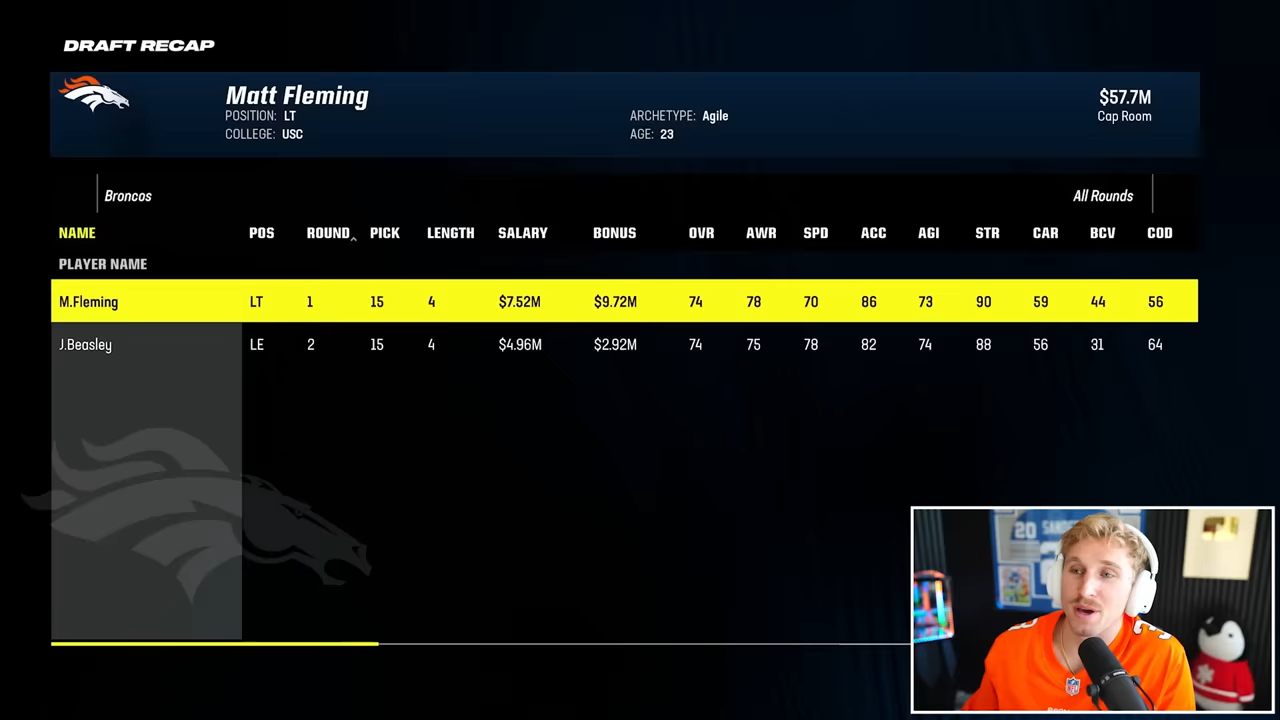 DRAFT RECAP
Matt Fleming
POSITION: LT
COLLEGE: USC
ARCHETYPE: Agile
AGE: 23
$57.7M
Cap Room
Broncos
All Rounds
NAME POS ROUND PICK LENGTH SALARY BONUS OVR AWR SPD ACC AGI STR CAR BCV COD
PLAYER NAME
M.Fleming LT 1 15 4 $7.52M $9.72M 74 78 70 86 73 90 59 44 56
J.Beasley LE 2 15 4 $4.96M $2.92M 74 75 78 82 74 88 56 31 64
20
NFL